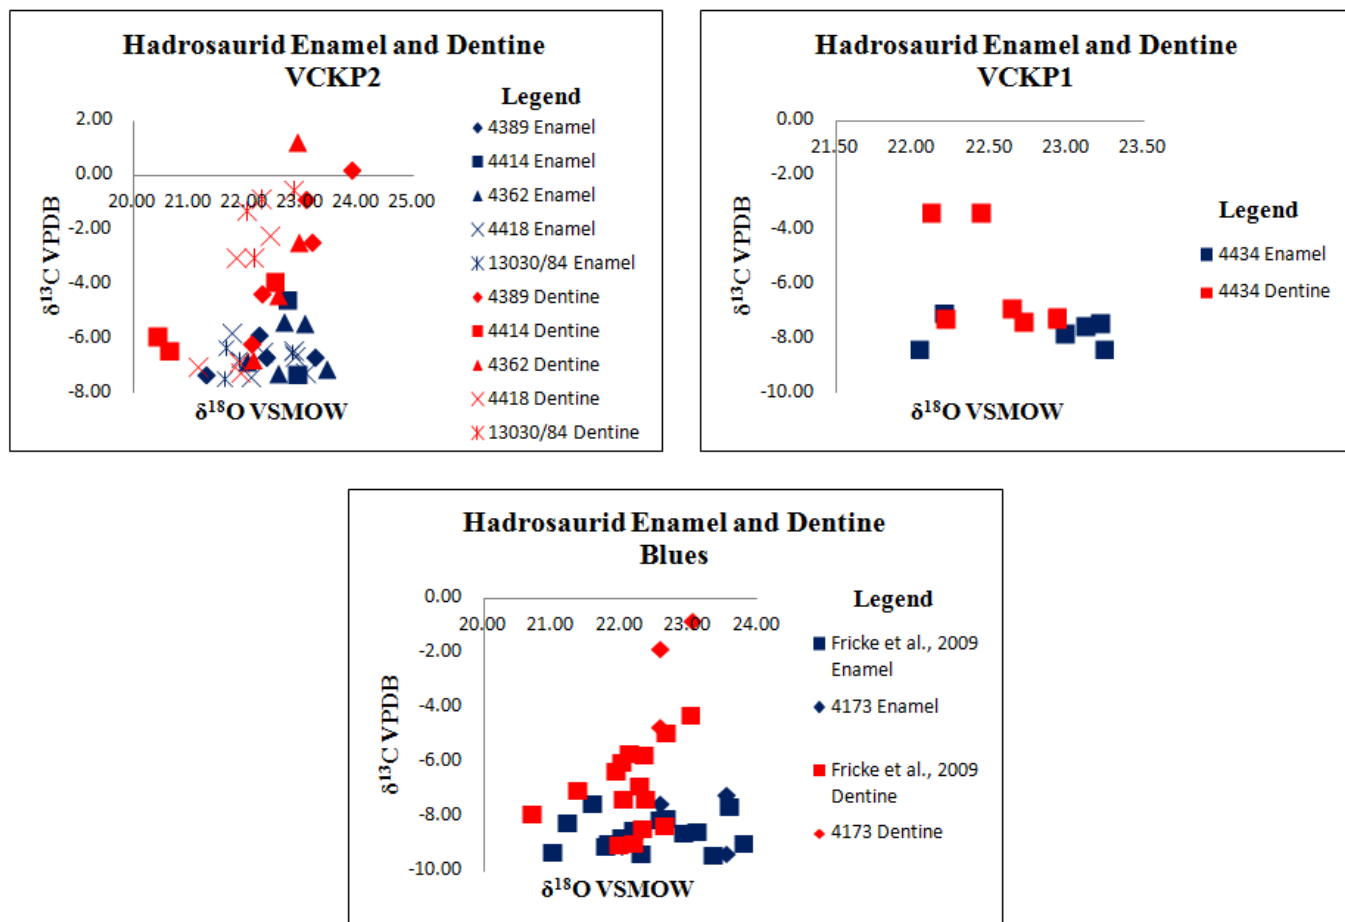 Hadrosaurid Enamel and Dentine
VCKP2
Legend
2.00
0.00
-2.00
-4.00
-6.00
-8.00
20.00 21.00 22.00 23.00 24.00 25.00
δ13C VPDB
δ18O VSMOW
4389 Enamel
4414 Enamel
4362 Enamel
4418 Enamel
13030/84 Enamel
4389 Dentine
4414 Dentine
4362 Dentine
4418 Dentine
13030/84 Dentine
Hadrosaurid Enamel and Dentine
VCKP1
0.00
-2.00
-4.00
-6.00
-8.00
-10.00
21.50 22.00 22.50 23.00 23.50
δ13C VPDB
δ18O VSMOW
Legend
4434 Enamel
4434 Dentine
Hadrosaurid Enamel and Dentine
Blues
0.00
-2.00
-4.00
-6.00
-8.00
-10.00
20.00 21.00 22.00 23.00 24.00
δ13C VPDB
δ18O VSMOW
Legend
Fricke et al., 2009
Enamel
4173 Enamel
Fricke et al., 2009
Dentine
4173 Dentine